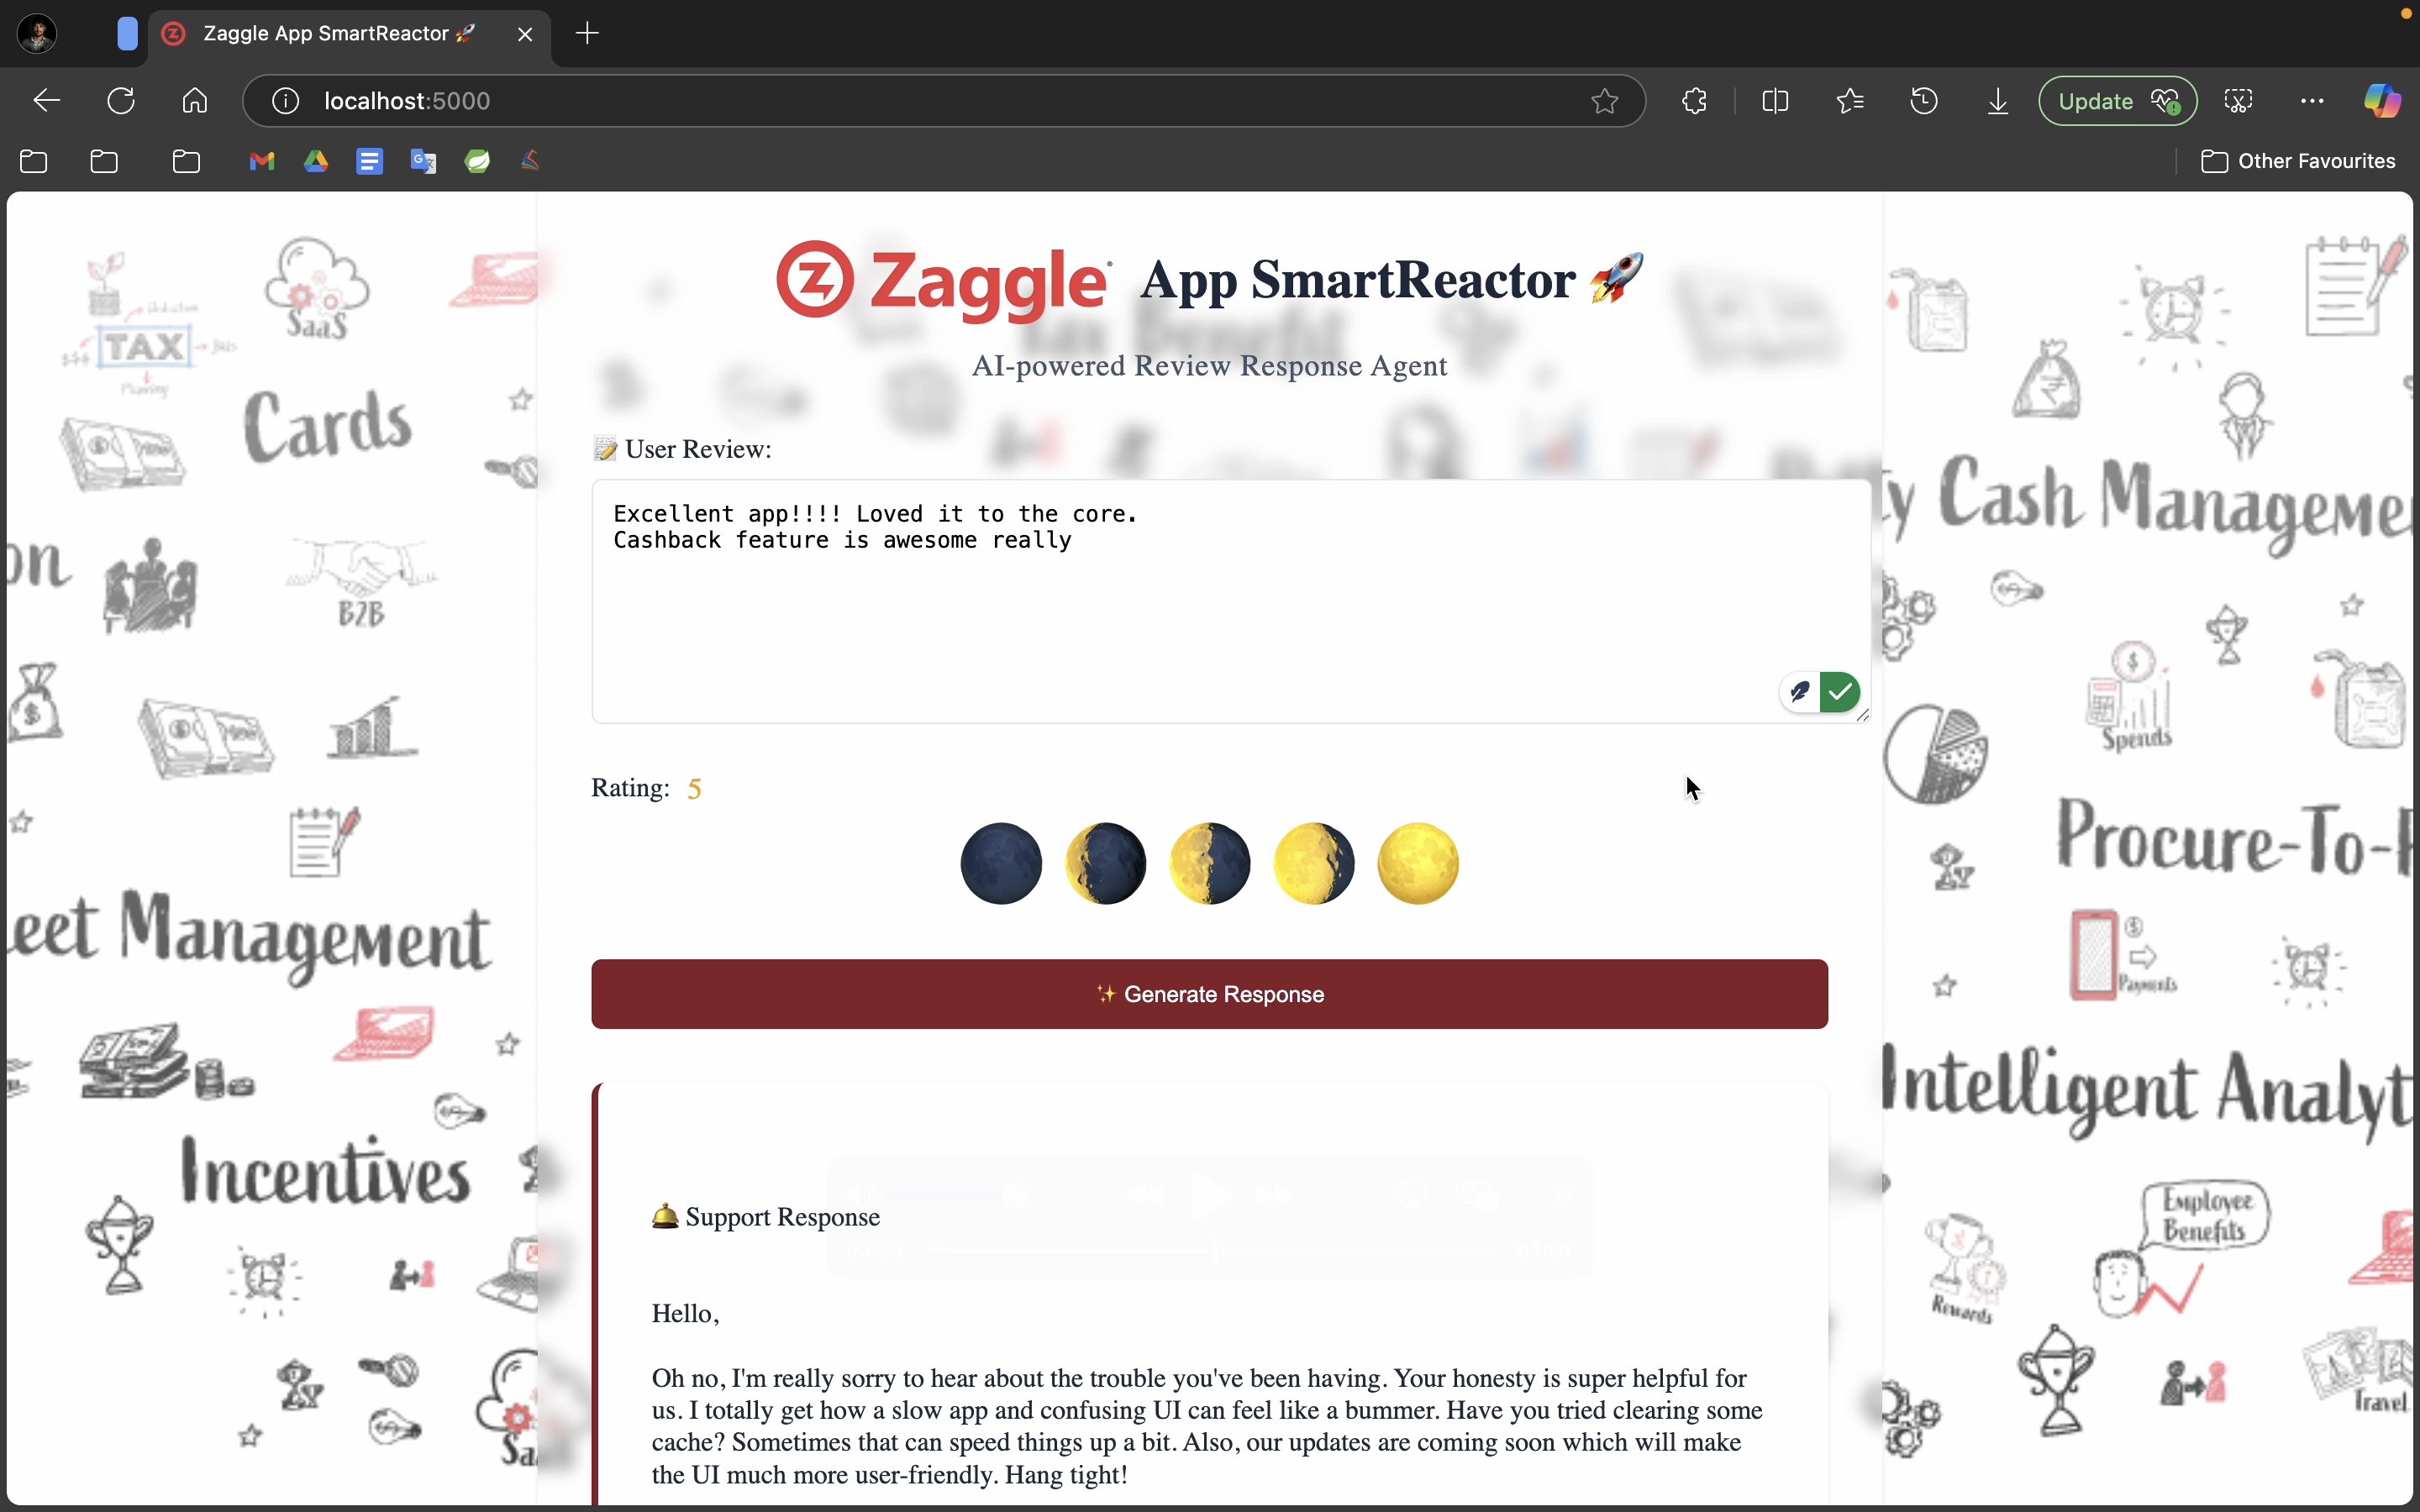 Zaggle App SmartReactor 🚀
localhost:5000
Update
Other Favourites
Zaggle App SmartReactor 🚀
AI-powered Review Response Agent
📝 User Review:
Excellent app!!!! Loved it to the core.
Cashback feature is awesome really
Rating: 5
✨ Generate Response
🛎️ Support Response
Hello,
Oh no, I'm really sorry to hear about the trouble you've been having. Your honesty is super helpful for
us. I totally get how a slow app and confusing UI can feel like a bummer. Have you tried clearing some
cache? Sometimes that can speed things up a bit. Also, our updates are coming soon which will make
the UI much more user-friendly. Hang tight!
TAX
Planning
SaaS
Cards
on
B2B
eet Management
Incentives
Saa
Tax Benefit
y Cash Manageme
Spends
Procure-To-P
Payments
Intelligent Analyt
Employee
Benefits
Rewards
Travel